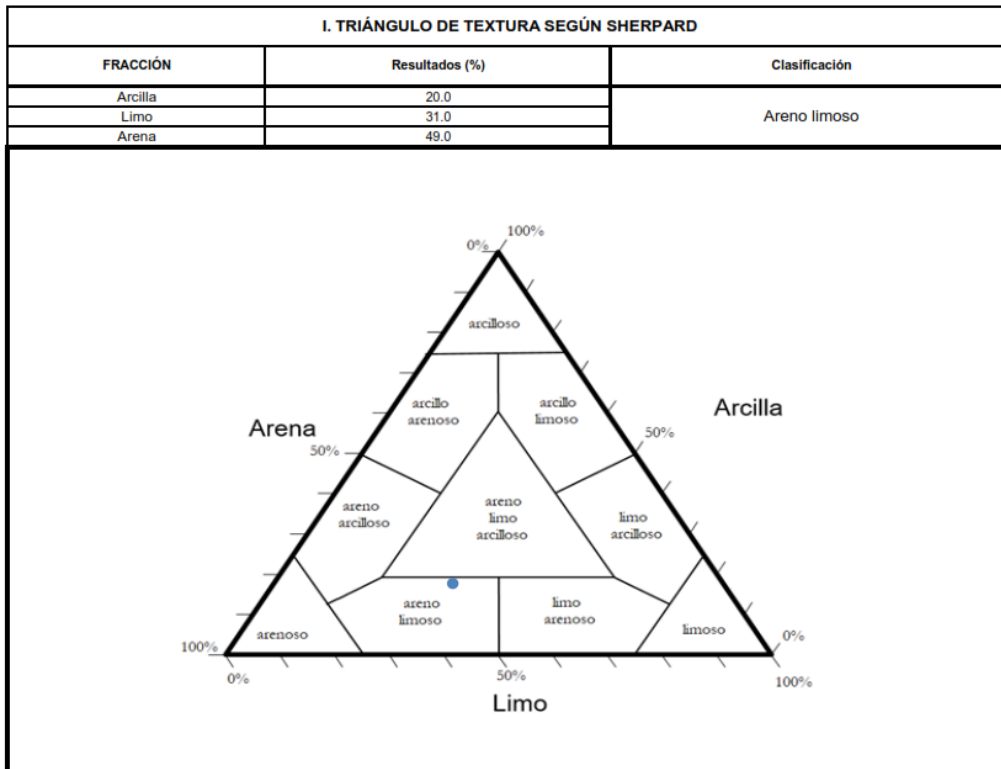 I. TRIÁNGULO DE TEXTURA SEGÚN SHERPARD
FRACCIÓN Resultados (%) Clasificación
Arcilla 20.0
Limo 31.0 Areno limoso
Arena 49.0
0% 100%
arcilloso
arcillo
arenoso
arcillo
limoso
Arena
Arcilla
50%
50%
areno
arcilloso
areno
limo
arcilloso
limo
arcilloso
areno
limoso
limo
arenoso
arenoso
limoso
100%
0%
0%
50%
100%
Limo